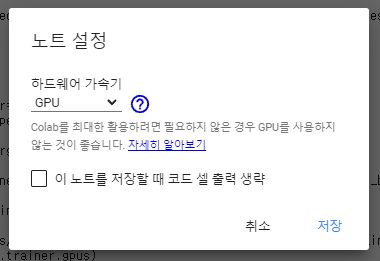 노트 설정
하드웨어 가속기
GPU
Colab를 최대한 활용하려면 필요하지 않은 경우 GPU를 사용하지
않는 것이 좋습니다. 자세히 알아보기
이 노트를 저장할 때 코드 셀 출력 생략
취소 저장
.trainer.gpus)